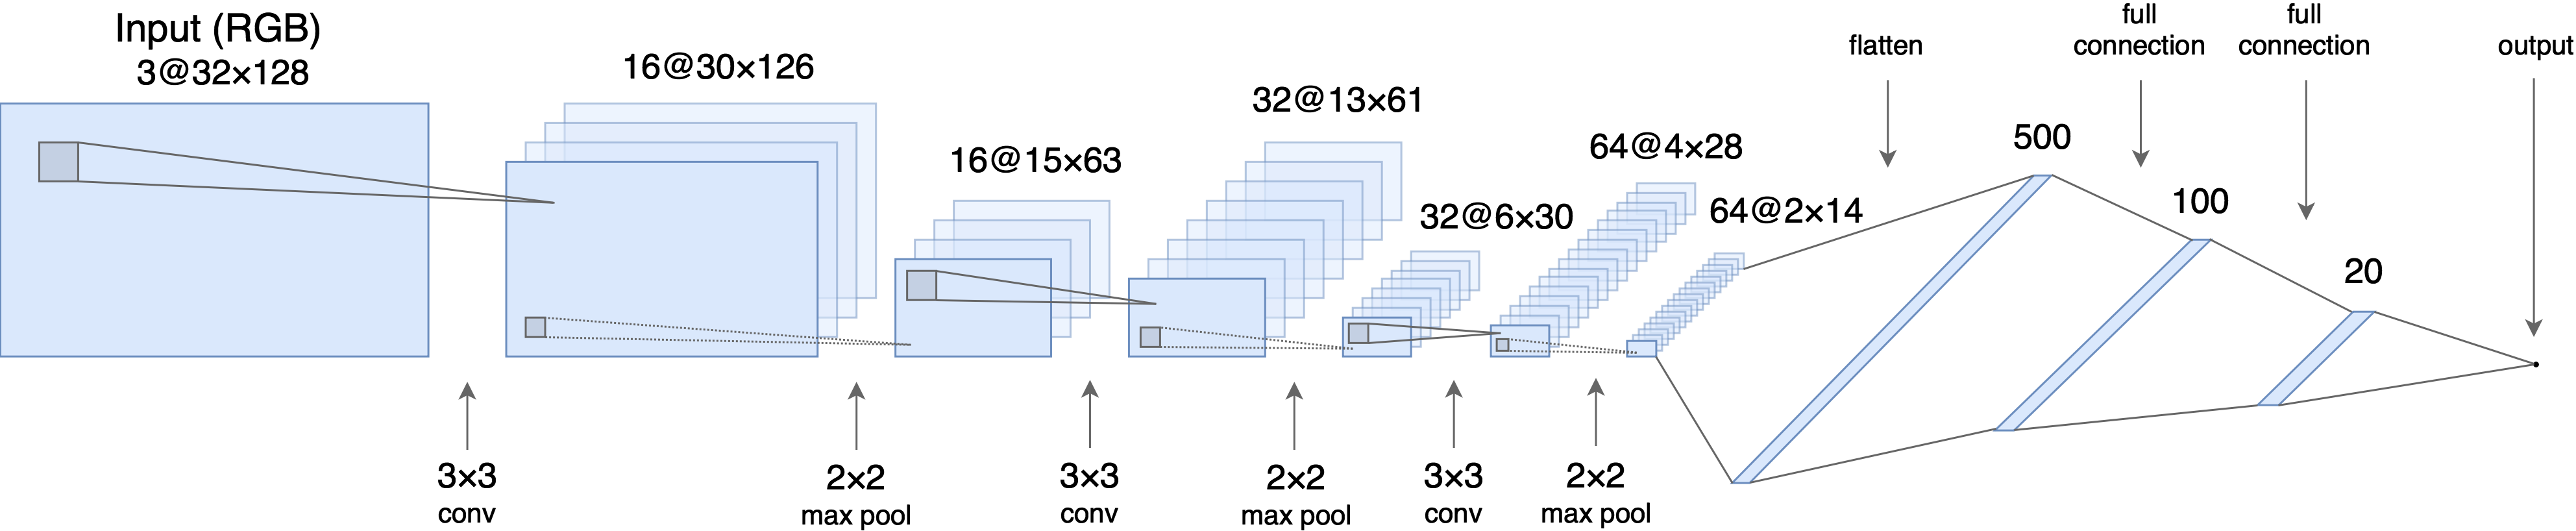 Input (RGB)
3@32×128
16@30×126
16@15×63
32@13×61
32@6×30
64@4×28
64@2×14
flatten
500
full
connection
100
full
connection
20
output
3×3
conv
2×2
max pool
3×3
conv
2×2
max pool
3×3
conv
2×2
max pool